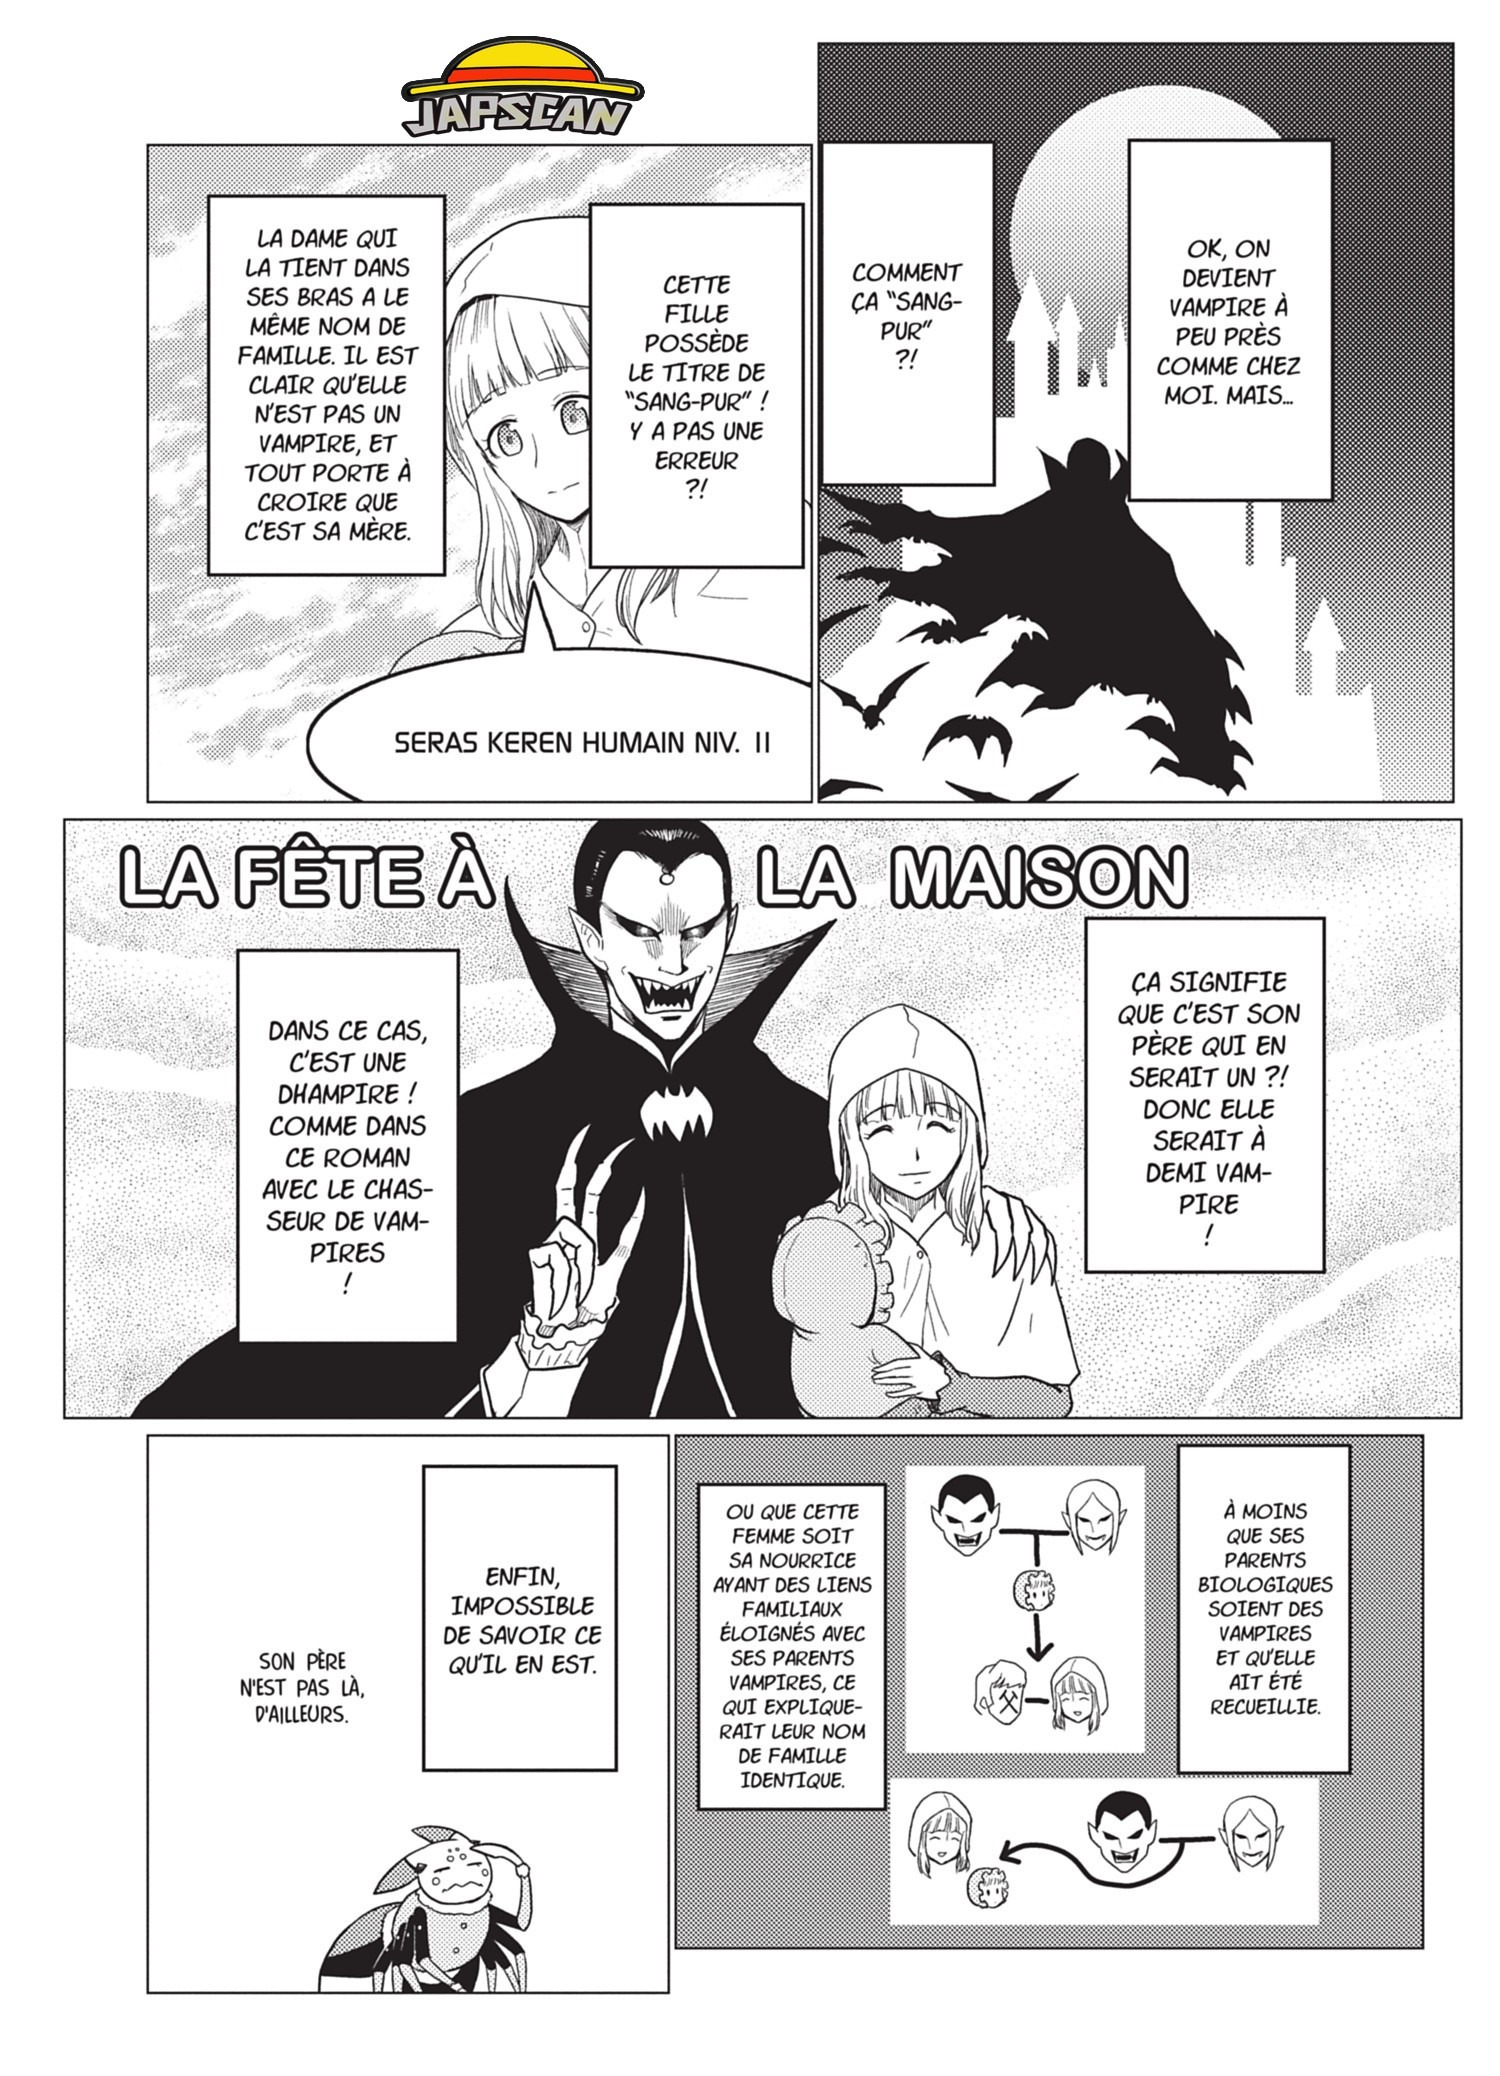 JAPSCAN
OK, ON
DEVIENT
VAMPIRE À
PEU PRÈS
COMME CHEZ
MOI. MAIS...
COMMENT
ÇA "SANG-
PUR"
?!
CETTE
FILLE
POSSÈDE
LE TITRE DE
"SANG-PUR" !
Y A PAS UNE
ERREUR
?!
LA DAME QUI
LA TIENT DANS
SES BRAS A LE
MÊME NOM DE
FAMILLE. IL EST
CLAIR QU'ELLE
N'EST PAS UN
VAMPIRE, ET
TOUT PORTE À
CROIRE QUE
C'EST SA MÈRE.
SERAS KEREN HUMAIN NIV. 11
LA FÊTE À LA MAISON
ÇA SIGNIFIE
QUE C'EST SON
PÈRE QUI EN
SERAIT UN ?!
DONC ELLE
SERAIT À
DEMI VAM-
PIRE
!
DANS CE CAS,
C'EST UNE
DHAMPIRE !
COMME DANS
CE ROMAN
AVEC LE CHAS-
SEUR DE VAM-
PIRES
!
À MOINS
QUE SES
PARENTS
BIOLOGIQUES
SOIENT DES
VAMPIRES
ET QU'ELLE
AIT ÉTÉ
RECUEILLIE.
OU QUE CETTE
FEMME SOIT
SA NOURRICE
AYANT DES LIENS
FAMILIAUX
ÉLOIGNÉS AVEC
SES PARENTS
VAMPIRES, CE
QUI EXPLIQUE-
RAIT LEUR NOM
DE FAMILLE
IDENTIQUE.
ENFIN,
IMPOSSIBLE
DE SAVOIR CE
QU'IL EN EST.
SON PÈRE
N'EST PAS LÀ,
D'AILLEURS.